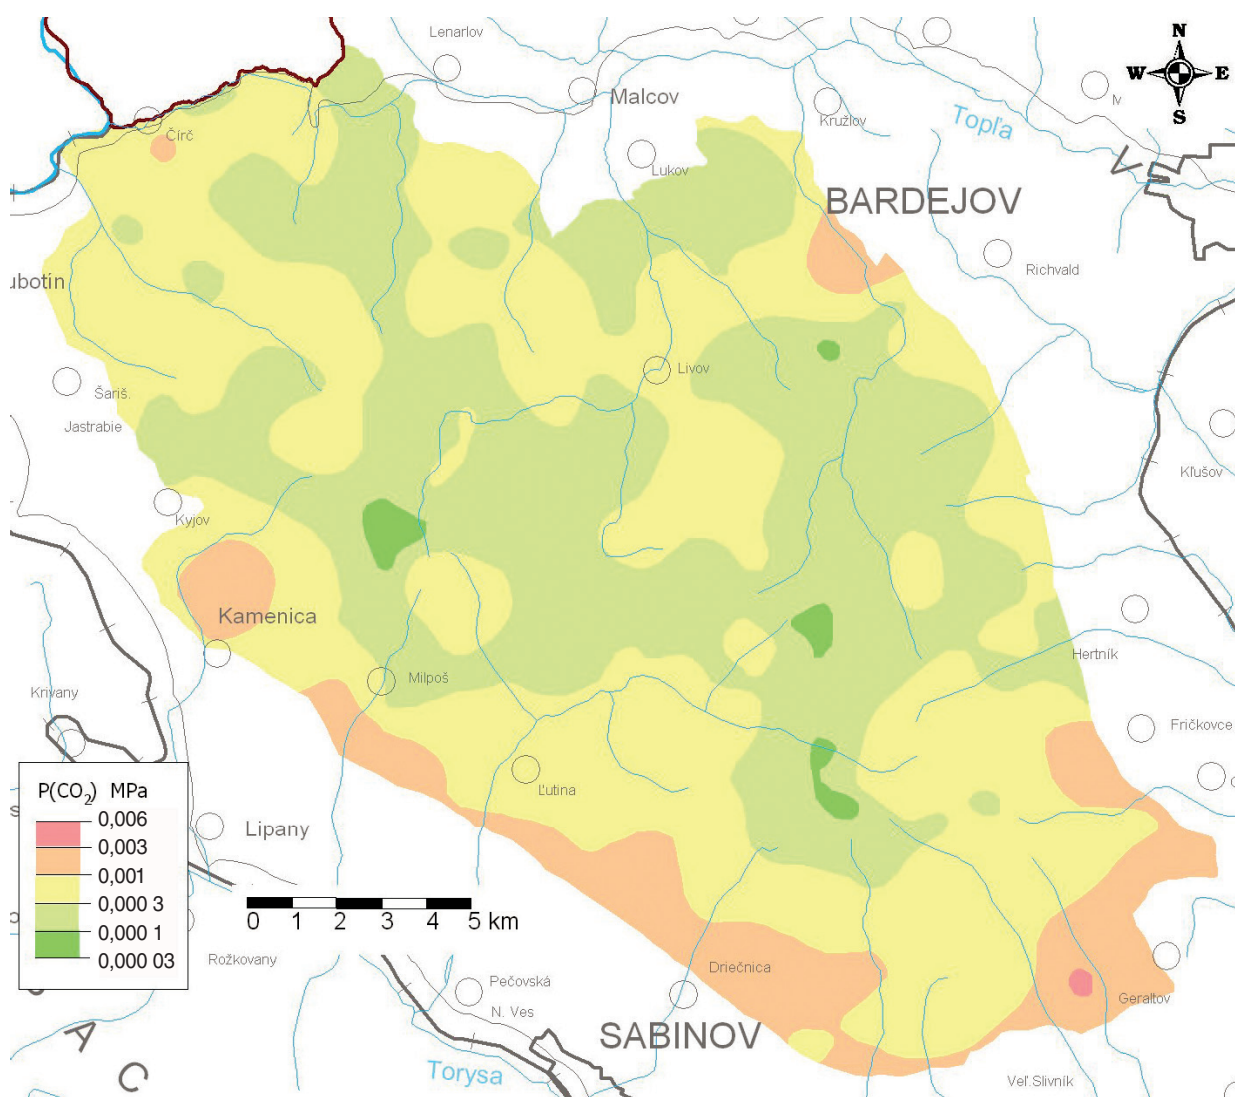 N
W E
S
Lenarlov
Malcov
Kružlov
Topľa
Čírč
Lukov
BARDEJOV
Richvald
ubotín
Livov
Šariš.
Jastrabie
Kľušov
Kyjov
Kamenica
Hertník
Milpoš
Krivany
Fričkovce
Ľutina
P(CO2) MPa
0,006
0,003
0,001
0,000 3
0,000 1
0,000 03
Lipany
0 1 2 3 4 5 km
Rožkovany
Driečnica
Pečovská
N. Ves
Geraltov
SABINOV
Torysa
Veľ.Slivník
A
C